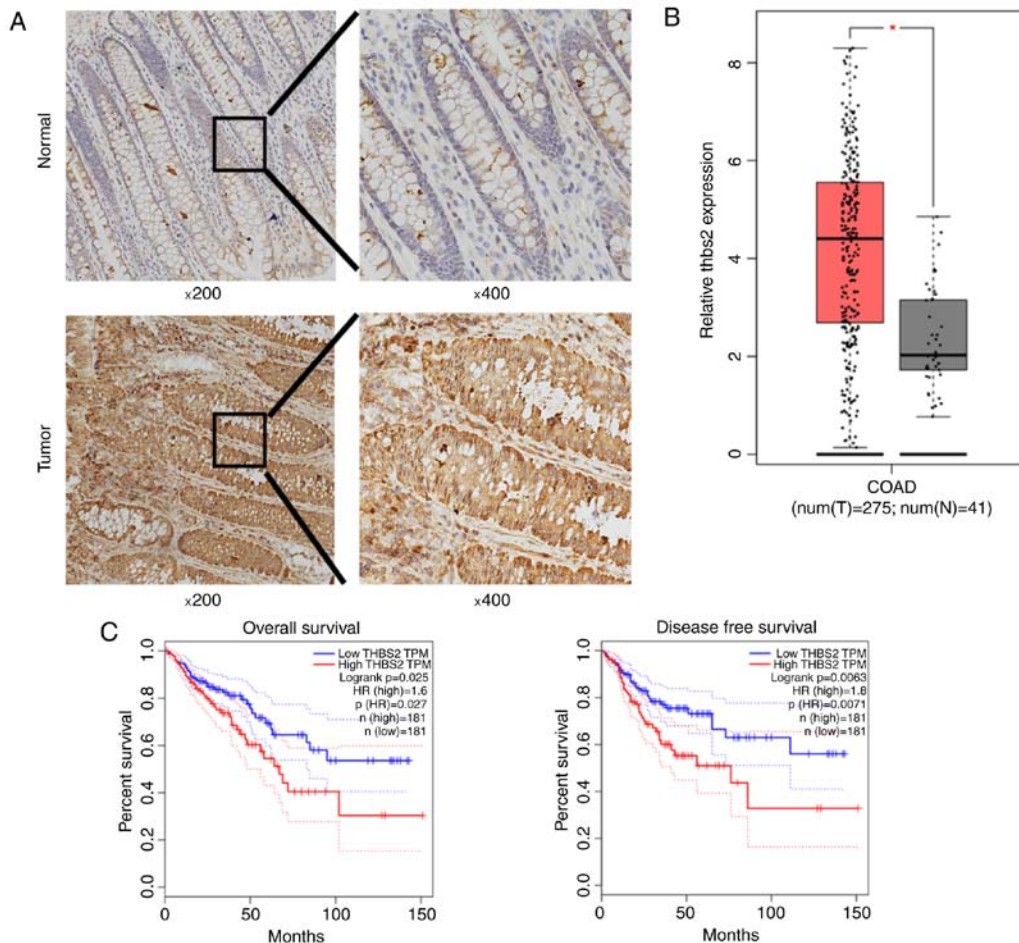 A
Normal
×200
×400
Tumor
×200
×400
B
Relative thbs2 expression
8
6
4
2
0
*
COAD
(num(T)=275; num(N)=41)
C
Overall survival
Percent survival
1.0
0.8
0.6
0.4
0.2
0.0
Low THBS2 TPM
High THBS2 TPM
Logrank p=0.025
HR (high)=1.6
p (HR)=0.027
n (high)=181
n (low)=181
0 50 100 150
Months
Disease free survival
Percent survival
1.0
0.8
0.6
0.4
0.2
0.0
Low THBS2 TPM
High THBS2 TPM
Logrank p=0.0063
HR (high)=1.8
p (HR)=0.0071
n (high)=181
n (low)=181
0 50 100 150
Months